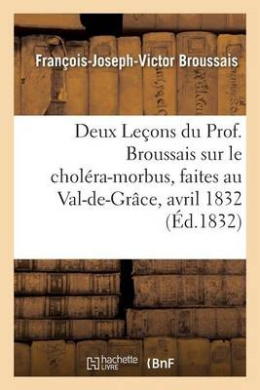 François-Joseph-Victor Broussais
Deux Leçons du Prof. Broussais
sur le choléra-morbus, faites au
Val-de-Grâce, avril 1832
(Éd.1832)
hachette
LIVRE
{BnF